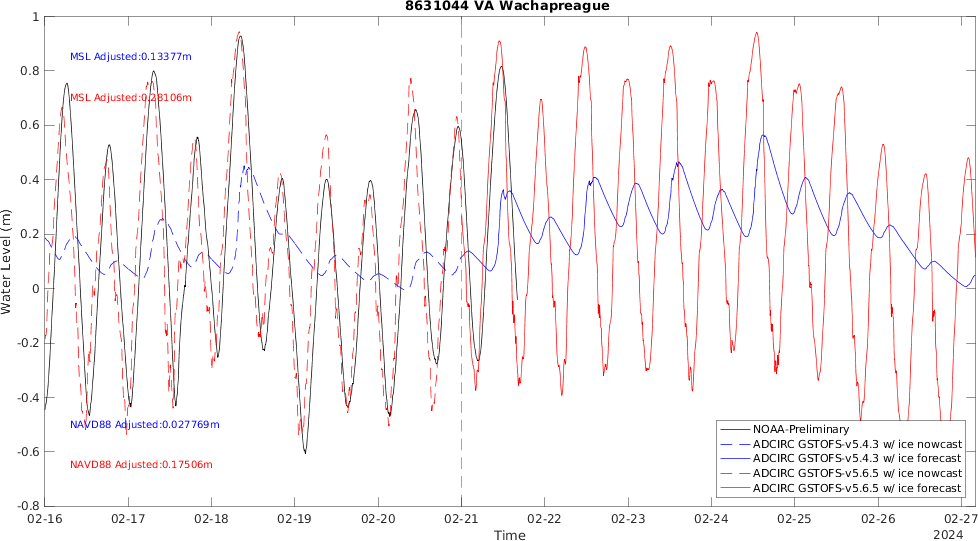 8631044 VA Wachapreague
1
0.8
0.6
0.4
0.2
0
-0.2
-0.4
-0.6
-0.8
Water Level (m)
MSL Adjusted:0.13377m
MSL Adjusted:0.28106m
NAVD88 Adjusted:0.027769m
NAVD88 Adjusted:0.17506m
NOAA-Preliminary
ADCIRC GSTOFS-v5.4.3 w/ ice nowcast
ADCIRC GSTOFS-v5.4.3 w/ ice forecast
ADCIRC GSTOFS-v5.6.5 w/ ice nowcast
ADCIRC GSTOFS-v5.6.5 w/ ice forecast
02-16 02-17 02-18 02-19 02-20 02-21 02-22 02-23 02-24 02-25 02-26 02-27
Time
2024